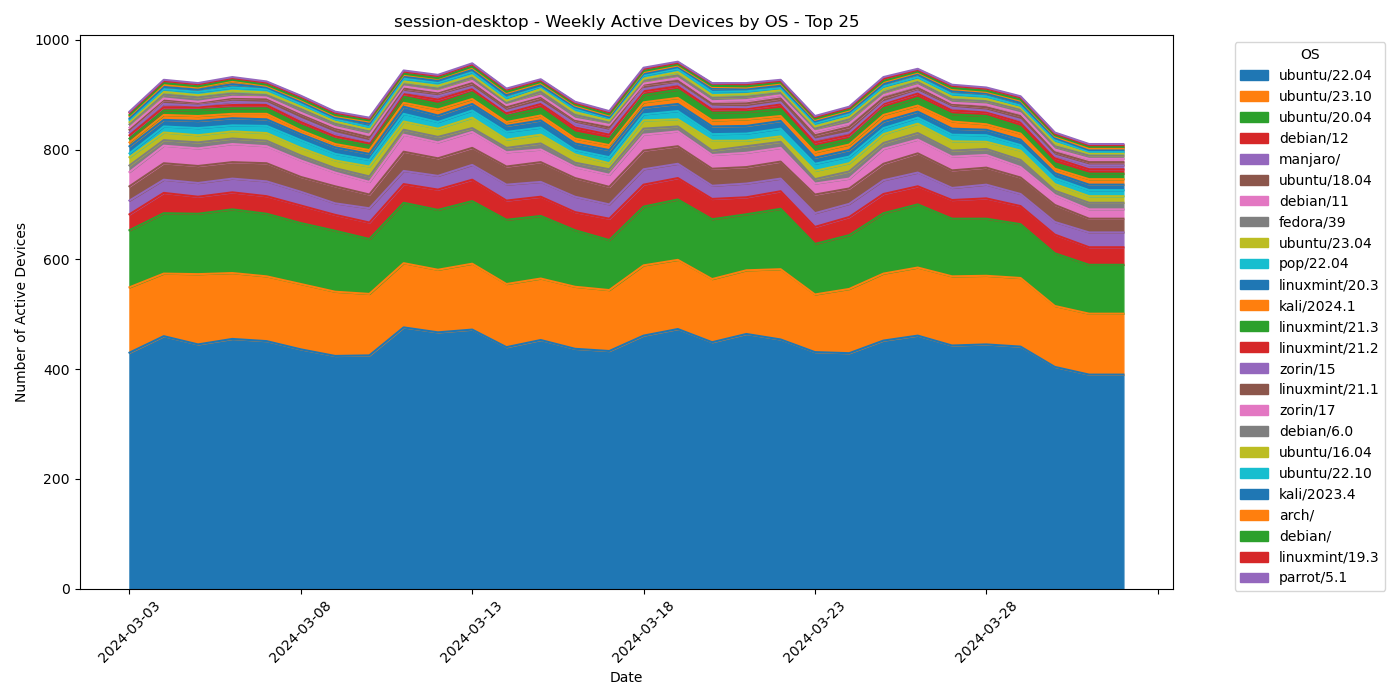 session-desktop - Weekly Active Devices by OS - Top 25
Number of Active Devices
1000
800
600
400
200
0
2024-03-03
2024-03-08
2024-03-13
2024-03-18
2024-03-23
2024-03-28
Date
OS
ubuntu/22.04
ubuntu/23.10
ubuntu/20.04
debian/12
manjaro/
ubuntu/18.04
debian/11
fedora/39
ubuntu/23.04
pop/22.04
linuxmint/20.3
kali/2024.1
linuxmint/21.3
linuxmint/21.2
zorin/15
linuxmint/21.1
zorin/17
debian/6.0
ubuntu/16.04
ubuntu/22.10
kali/2023.4
arch/
debian/
linuxmint/19.3
parrot/5.1